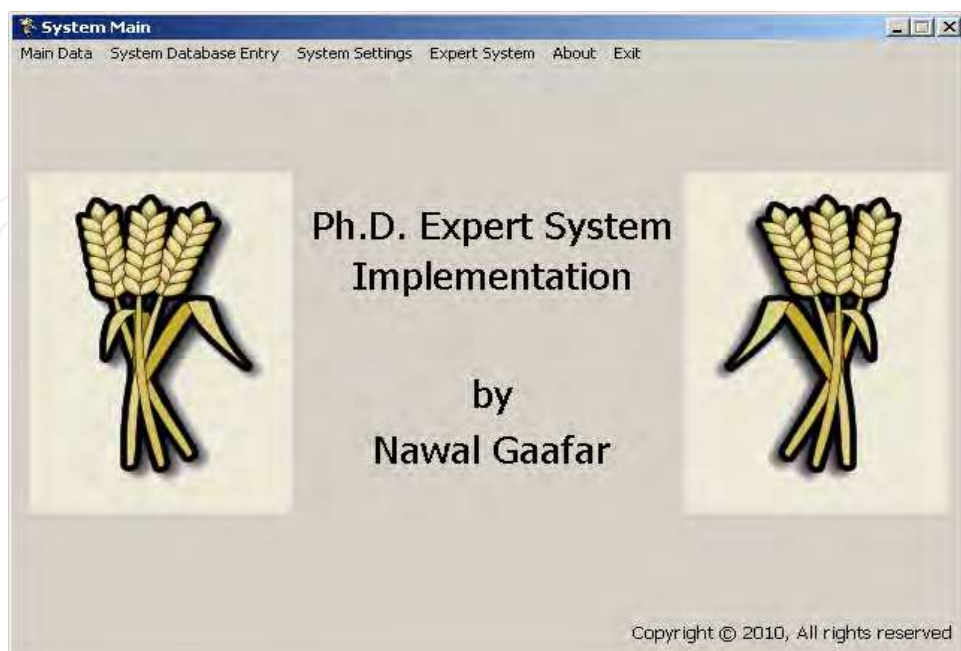 System Main
Main Data System Database Entry System Settings Expert System About Exit
Ph.D. Expert System
Implementation
by
Nawal Gaafar
Copyright © 2010, All rights reserved